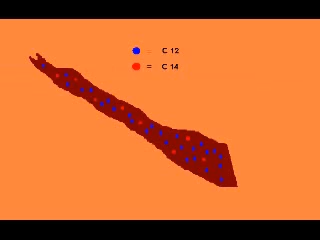 = C 12
= C 14